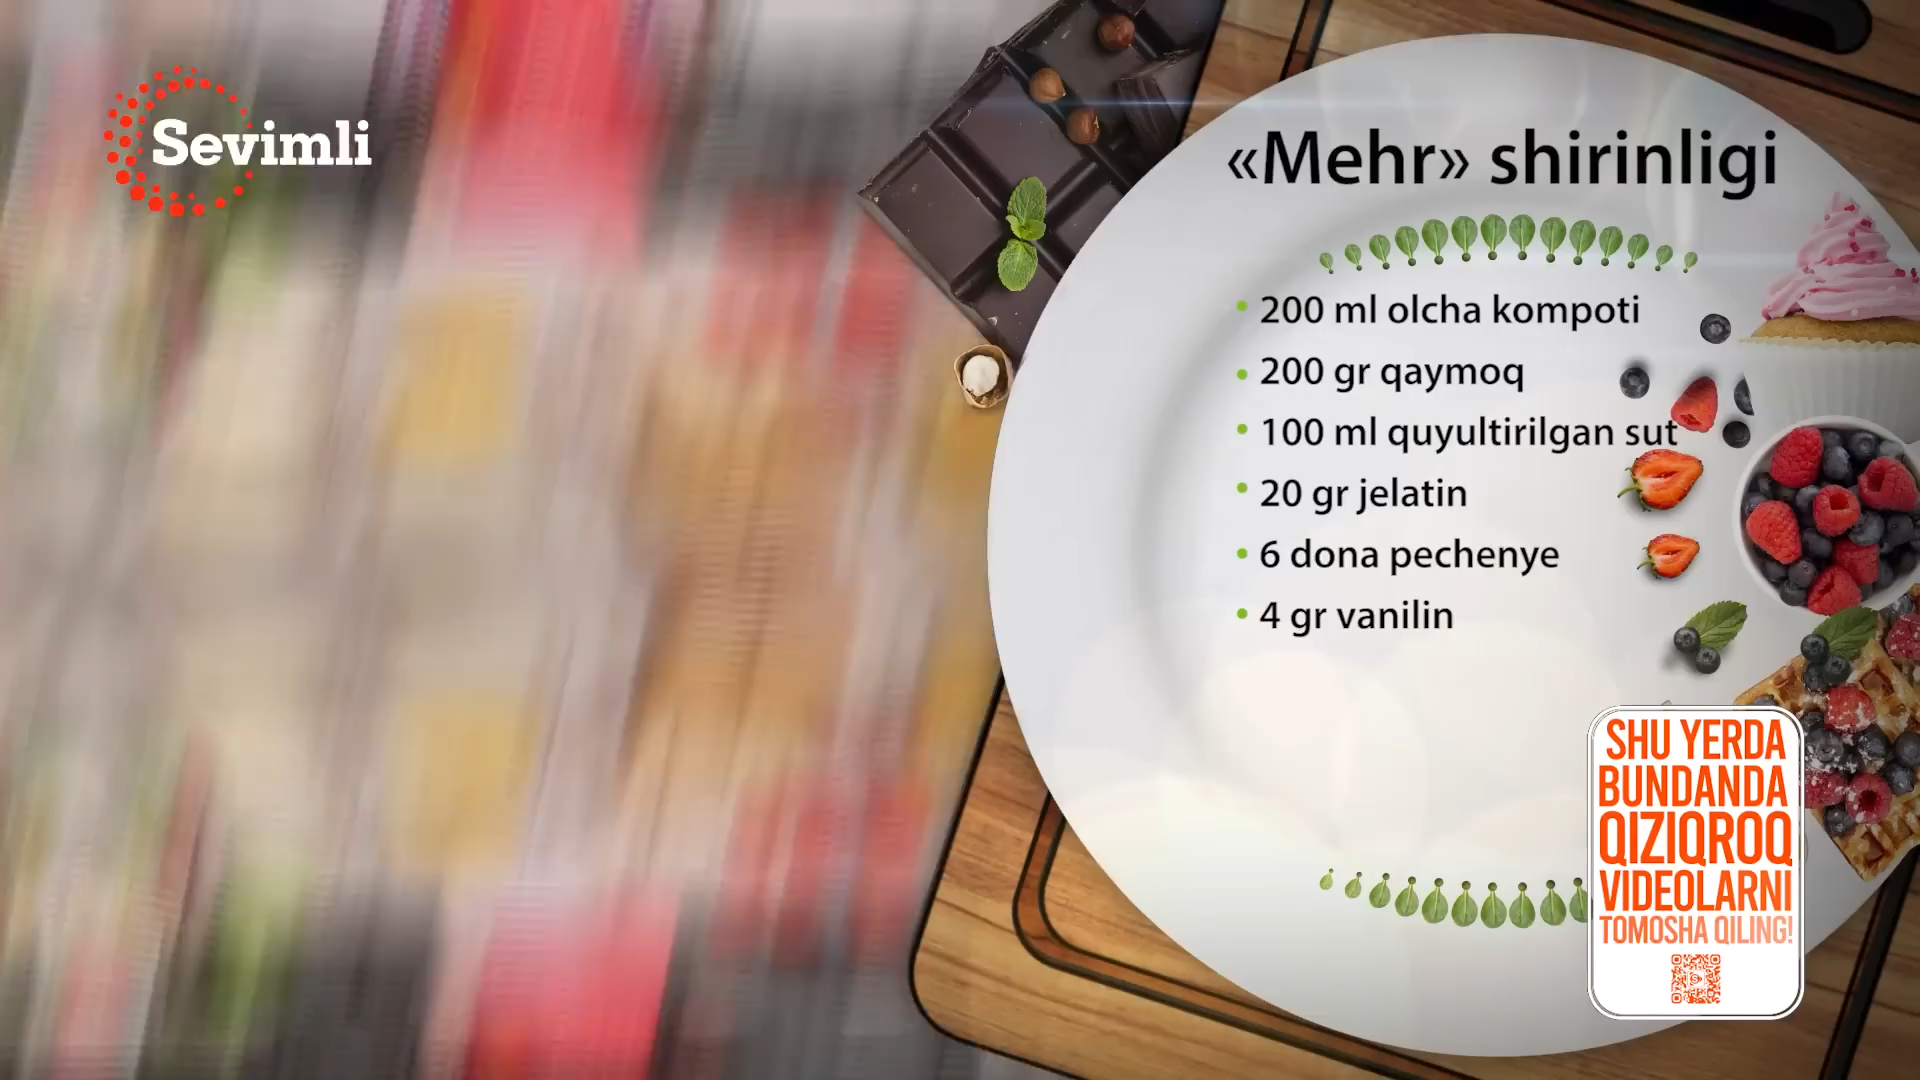 Sevimli
«Mehr» shirinligi
200 ml olcha kompoti
200 gr qaymoq
100 ml quyultirilgan sut
20 gr jelatin
6 dona pechenye
4 gr vanilin
SHU YERDA
BUNDANDA
QIZIQROQ
VIDEOLARNI
TOMOSHA QILING!